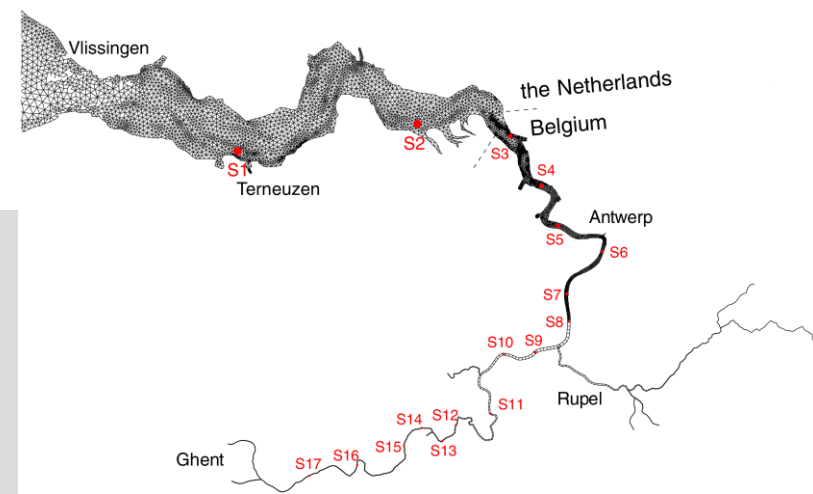 Vlissingen
the Netherlands
Belgium
S1
S2
S3
Terneuzen
S4
Antwerp
S5
S6
S7
S8
S10
S9
Rupel
S11
S14
S12
S13
S15
Ghent
S17
S16